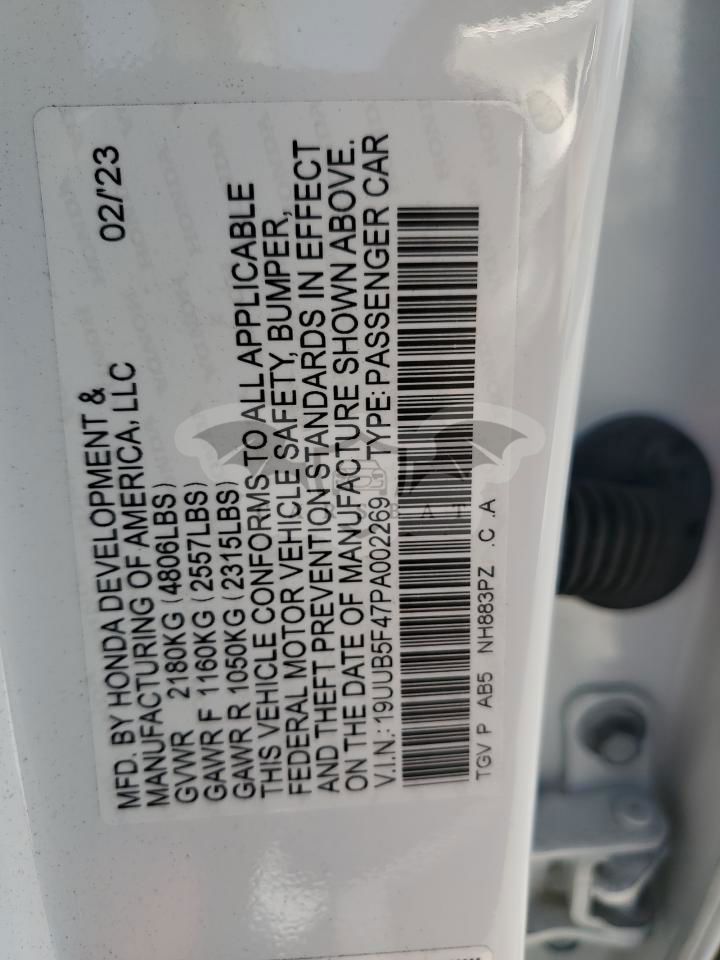 MFD. BY HONDA DEVELOPMENT & 02/'23
MANUFACTURING OF AMERICA, LLC
GVWR 2180KG (4806LBS)
GAWR F 1160KG (2557LBS)
GAWR R 1050KG (2315LBS)
THIS VEHICLE CONFORMS TO ALL APPLICABLE
FEDERAL MOTOR VEHICLE SAFETY, BUMPER,
AND THEFT PREVENTION STANDARDS IN EFFECT
ON THE DATE OF MANUFACTURE SHOWN ABOVE.
V.I.N.: 19UUB5F47PA002269 TYPE: PASSENGER CAR
TGV P AB5 NH883PZ .C .A